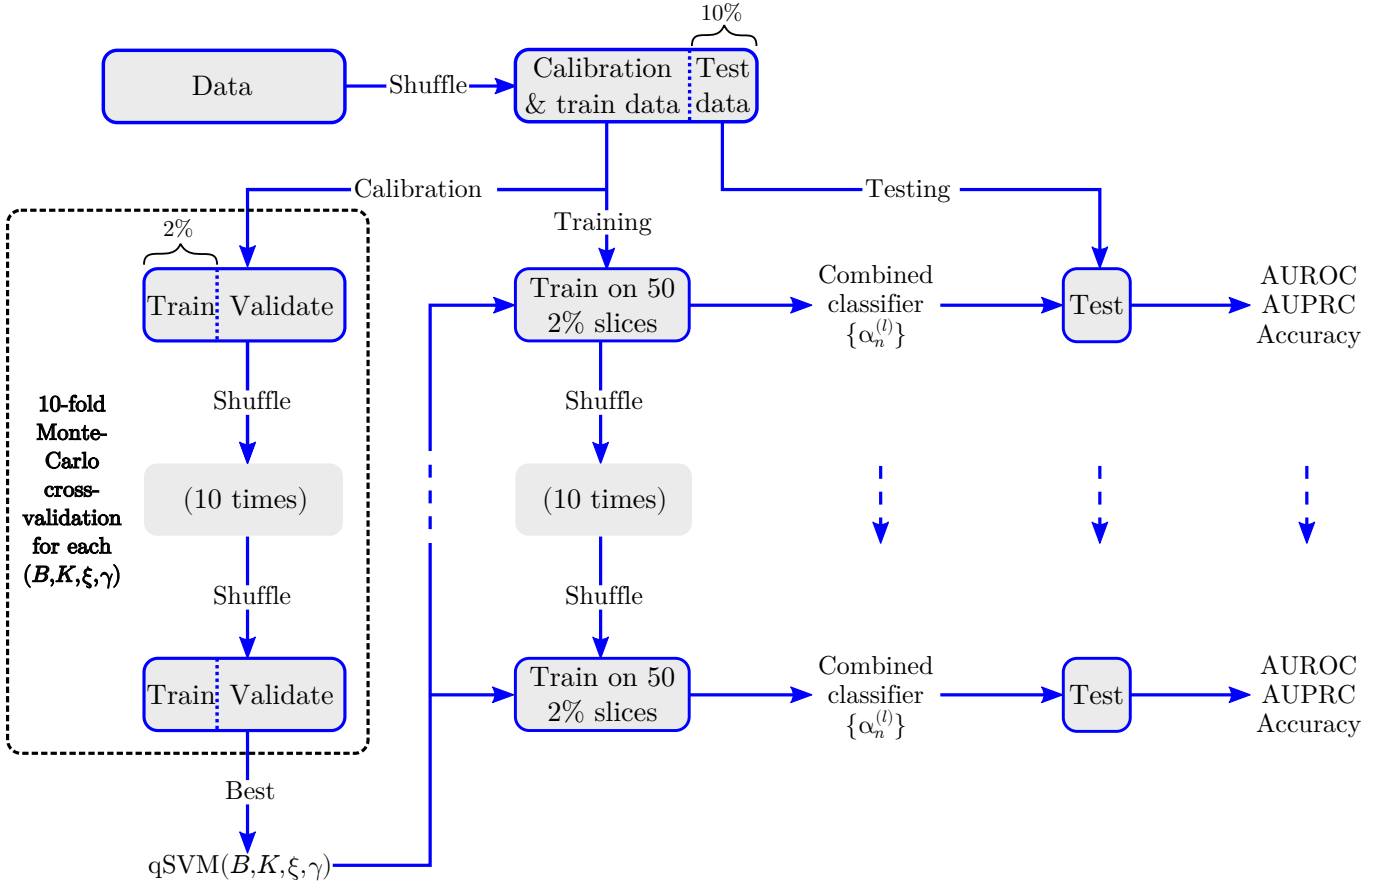 10%
Data
Shuffle
Calibration
& train data
Test
data
Calibration
Training
Testing
2%
Train
Validate
Train on 50
2% slices
Combined
classifier
{α_n^{(l)}}
Test
AUROC
AUPRC
Accuracy
Shuffle
Shuffle
10-fold
Monte-
Carlo
cross-
validation
for each
(B,K,ξ,γ)
(10 times)
(10 times)
Shuffle
Shuffle
Train
Validate
Train on 50
2% slices
Combined
classifier
{α_n^{(l)}}
Test
AUROC
AUPRC
Accuracy
Best
qSVM(B,K,ξ,γ)